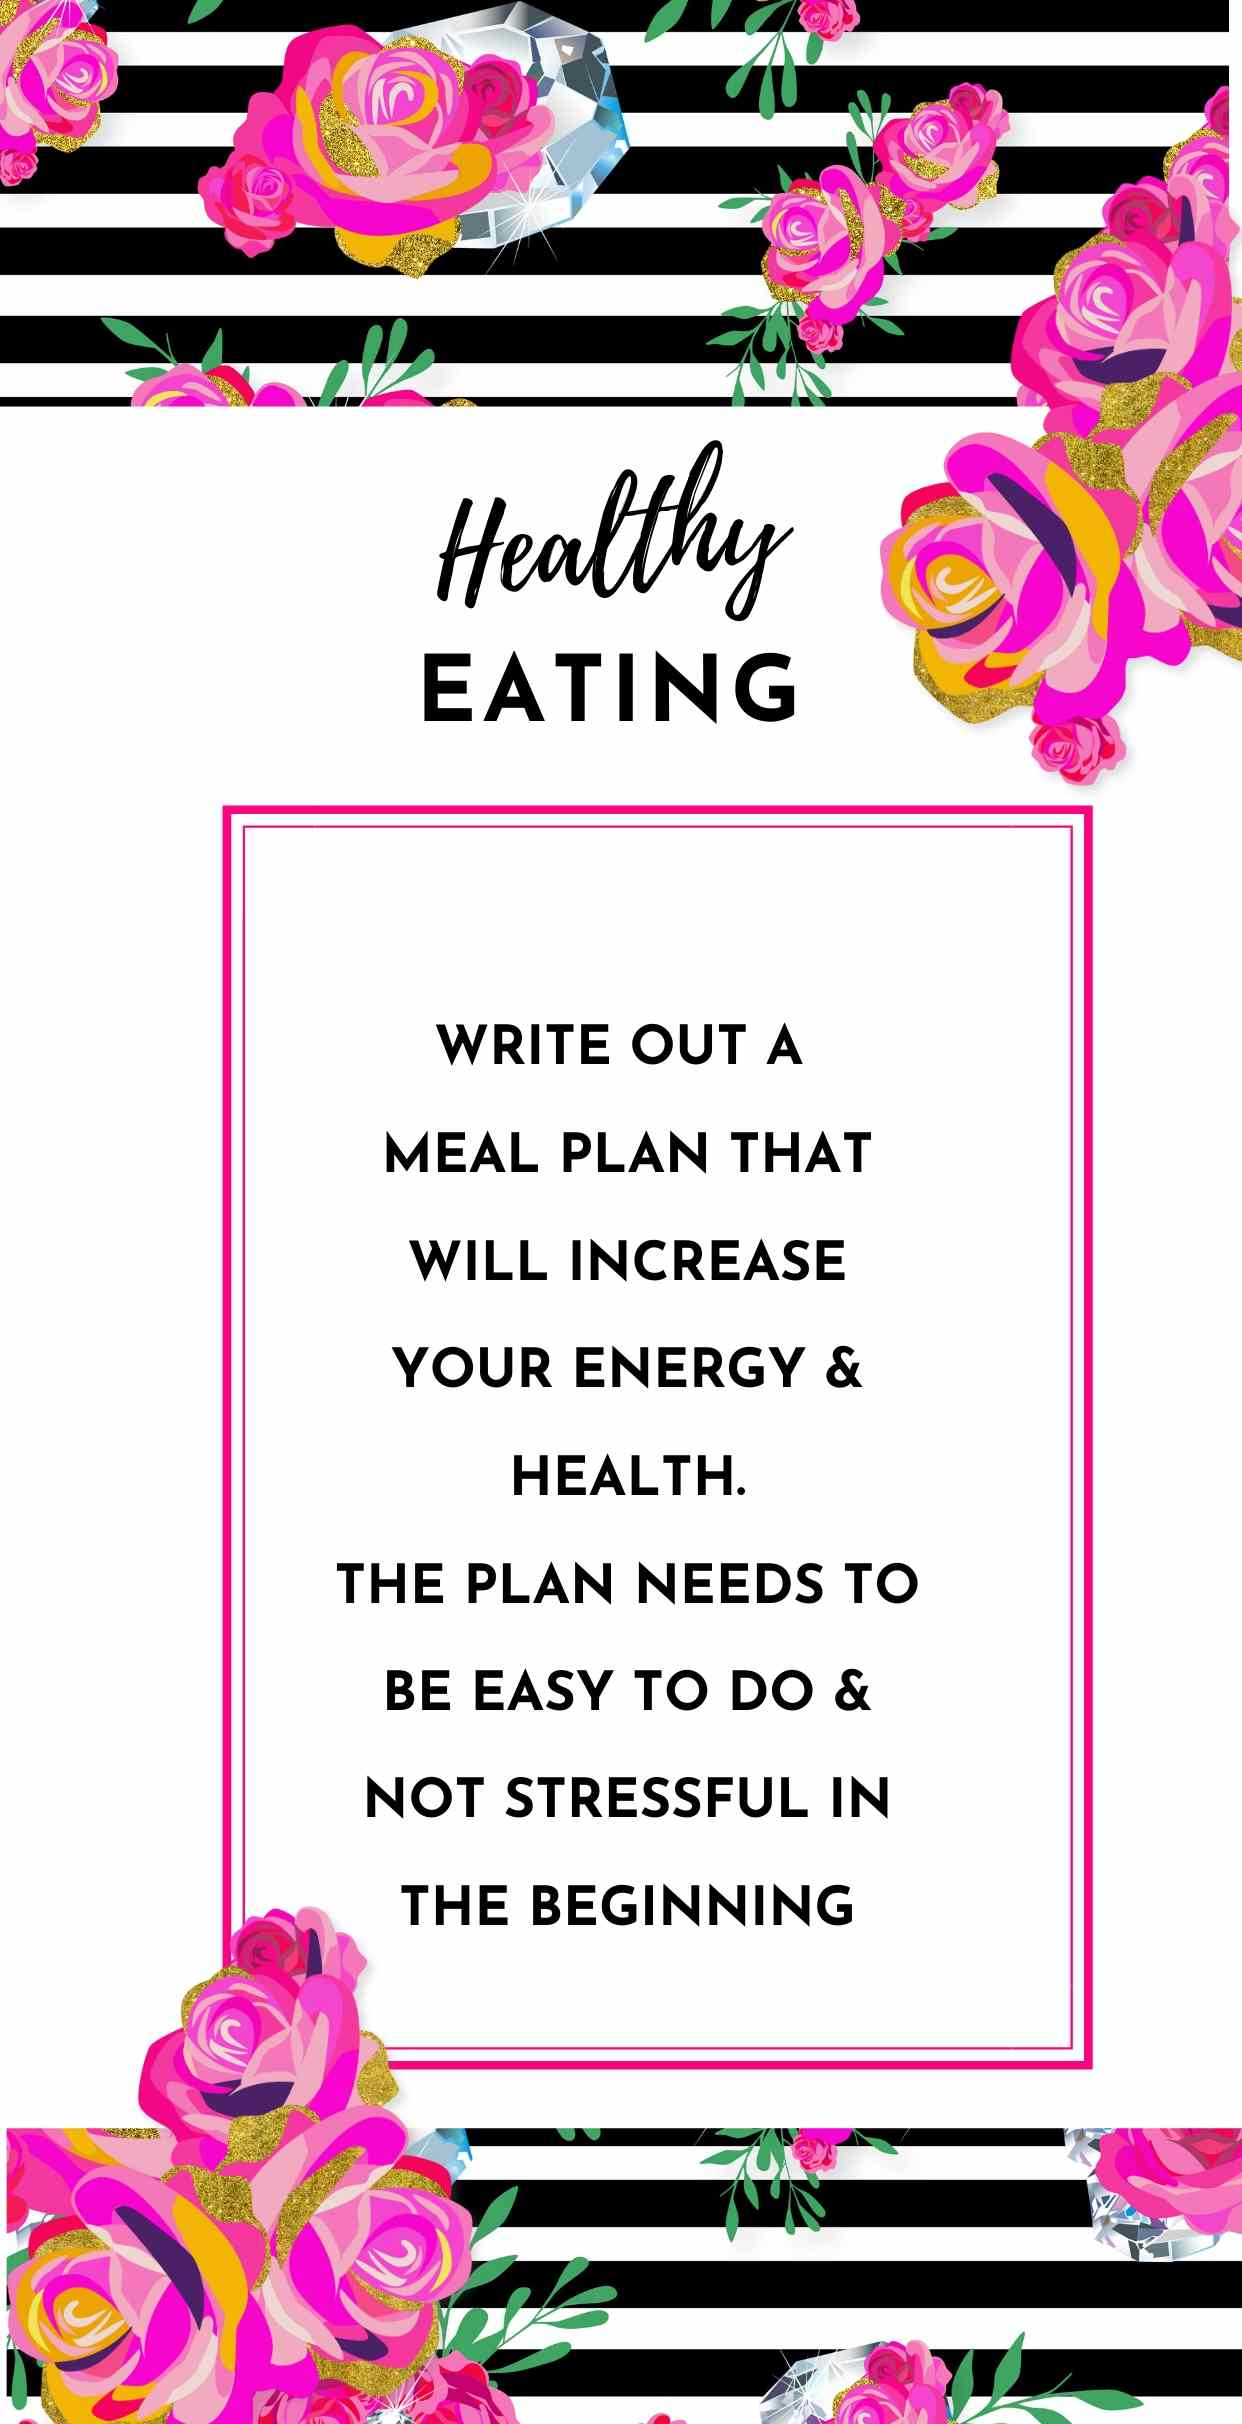 Healthy
EATING
WRITE OUT A
MEAL PLAN THAT
WILL INCREASE
YOUR ENERGY &
HEALTH.
THE PLAN NEEDS TO
BE EASY TO DO &
NOT STRESSFUL IN
THE BEGINNING